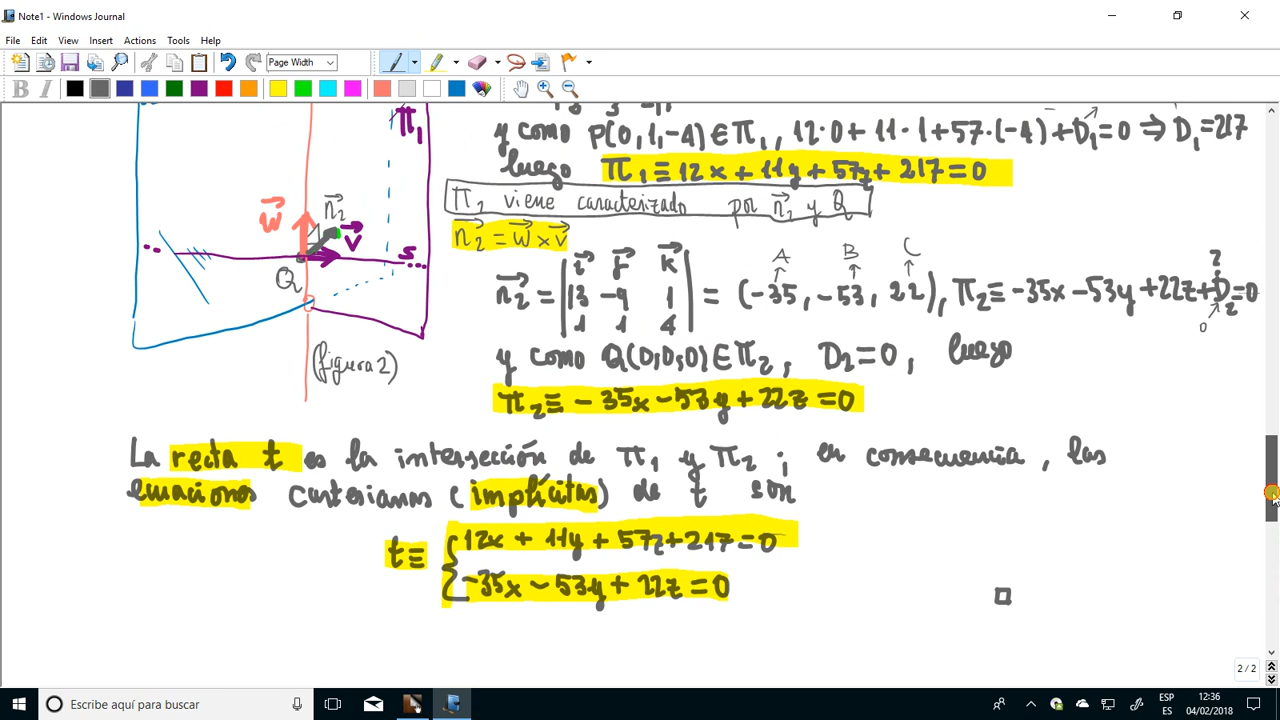 Note1 - Windows Journal
File Edit View Insert Actions Tools Help
Page Width
B I
π₁
y como P(0,1,-4)∈π₁, 12·0+11·1+57·(-4)+D₁=0 ⇒ D₁=217
luego π₁≡12x+11y+57z+217=0
π₂ viene caracterizado por n₂ y Q
n₂ = w × v
w n₂ v
s
Q
(figura 2)
A B C
i j k
n₂ = | 13 -9 1 | = (-35, -53, 22), π₂≡-35x-53y+22z+D₂=0
1 1 4
?
0
y como Q(0,0,0)∈π₂, D₂=0, luego
π₂≡ -35x-53y+22z=0
La recta t es la intersección de π₁ y π₂; en consecuencia, las
ecuaciones cartesianas (implícitas) de t son
t≡ { 12x + 11y + 57z+217=0
-35x - 53y + 22z = 0
2 / 2
Escribe aquí para buscar
ESP
ES
12:36
04/02/2018